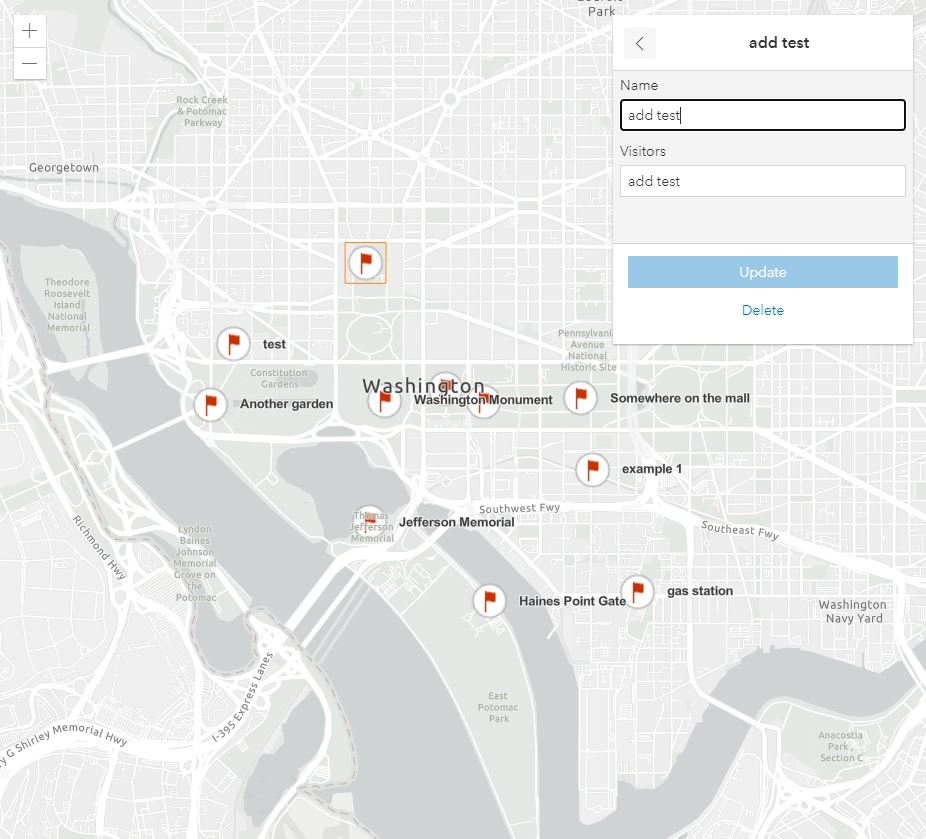 Park
add test
Name
add test
Visitors
add test
Update
Delete
Rock Creek
& Potomac
Parkway
Georgetown
Theodore
Roosevelt
Island
National
Memorial
test
Constitution
Gardens
Another garden
Washington
Washington Monument
Pennsylvania
Avenue
National
Historic Site
Somewhere on the mall
example 1
Southwest Fwy
Southeast Fwy
Thomas
Jefferson
Memorial
Jefferson Memorial
Richmond Hwy
Lyndon
Baines
Johnson
Memorial
Grove on
the
Potomac
Haines Point Gate
gas station
Washington
Navy Yard
East
Potomac
Park
I-395 Express Lanes
y G Shirley Memorial Hwy
Anacostia
Park,
Section C